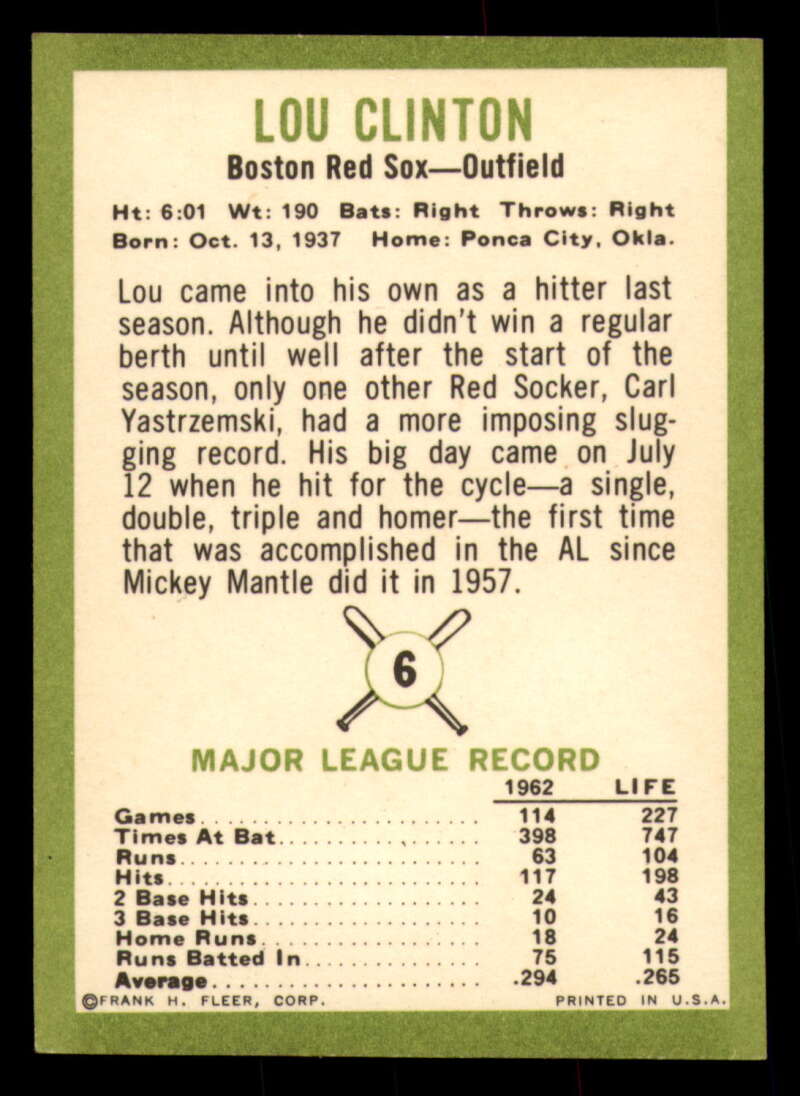 LOU CLINTON
Boston Red Sox—Outfield
Ht: 6:01 Wt: 190 Bats: Right Throws: Right
Born: Oct. 13, 1937 Home: Ponca City, Okla.
Lou came into his own as a hitter last
season. Although he didn't win a regular
berth until well after the start of the
season, only one other Red Socker, Carl
Yastrzemski, had a more imposing slug-
ging record. His big day came on July
12 when he hit for the cycle—a single,
double, triple and homer—the first time
that was accomplished in the AL since
Mickey Mantle did it in 1957.
6
MAJOR LEAGUE RECORD
1962 LIFE
Games 114 227
Times At Bat 398 747
Runs 63 104
Hits 117 198
2 Base Hits 24 43
3 Base Hits 10 16
Home Runs 18 24
Runs Batted In 75 115
Average .294 .265
©FRANK H. FLEER, CORP. PRINTED IN U.S.A.